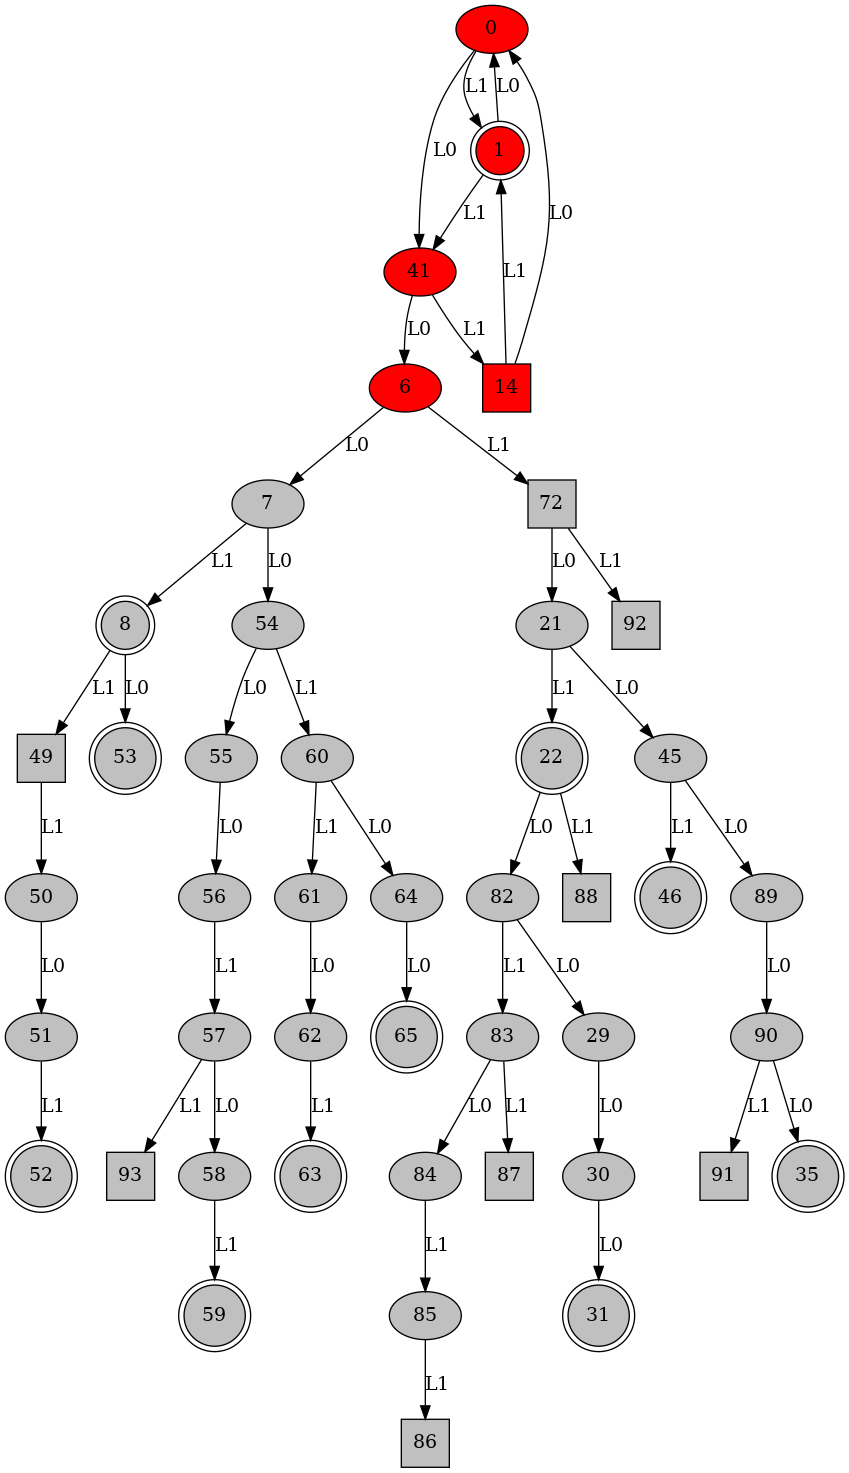 0
L1 L0
1
L0 L1 L0
41 L1
L0 L1
6 14
L0 L1
7 72
L1 L0 L0 L1
8 54 21 92
L1 L0 L0 L1 L1 L0
49 53 55 60 22 45
L1 L0 L1 L0 L0 L1 L1 L0
50 56 61 64 82 88 46 89
L0 L1 L0 L0 L1 L0 L0
51 57 62 65 83 29 90
L1 L1 L0 L1 L0 L1 L0 L1 L0
52 93 58 63 84 87 30 91 35
L1 L1 L0
59 85 31
L1
86